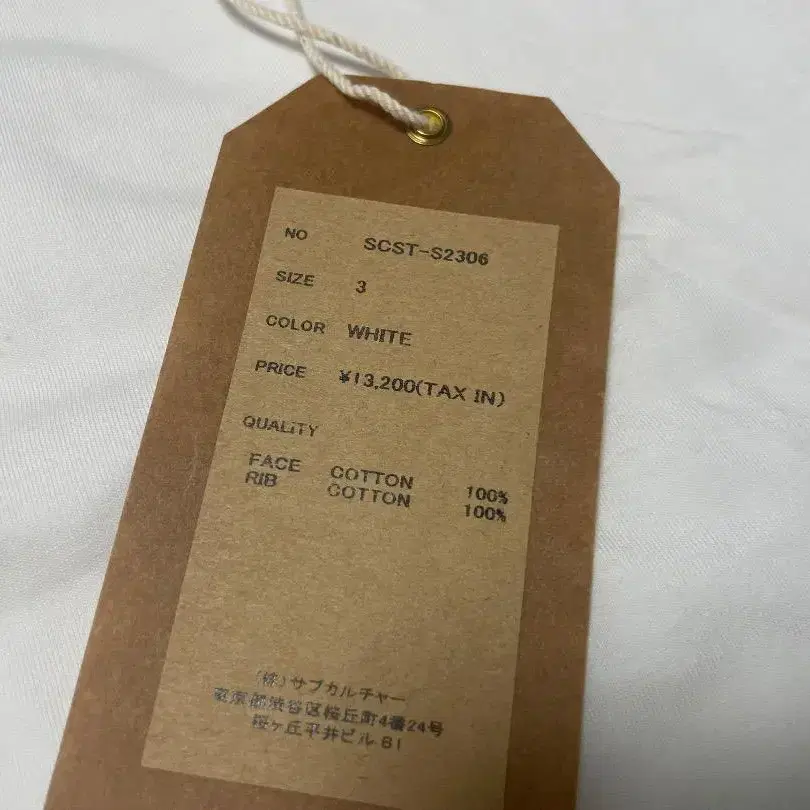 NO SCST-S2306
SIZE 3
COLOR WHITE
PRICE ¥13,200(TAX IN)
QUALITY
FACE COTTON 100%
RIB COTTON 100%
(株)サブカルチャー
東京都渋谷区桜丘町4番24号
桜ヶ丘平井ビル B1